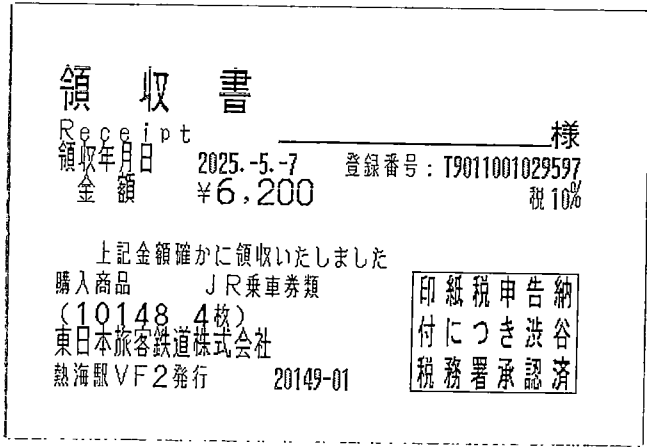 領収書
Receipt
様
領収年月日 2025.-5.-7 登録番号:T9011001029597
金額 ¥6,200 税10%
上記金額確かに領収いたしました
購入商品 JR乗車券類
(10148 4枚)
東日本旅客鉄道株式会社
熱海駅VF2発行 20149-01
印紙税申告納
付につき渋谷
税務署承認済